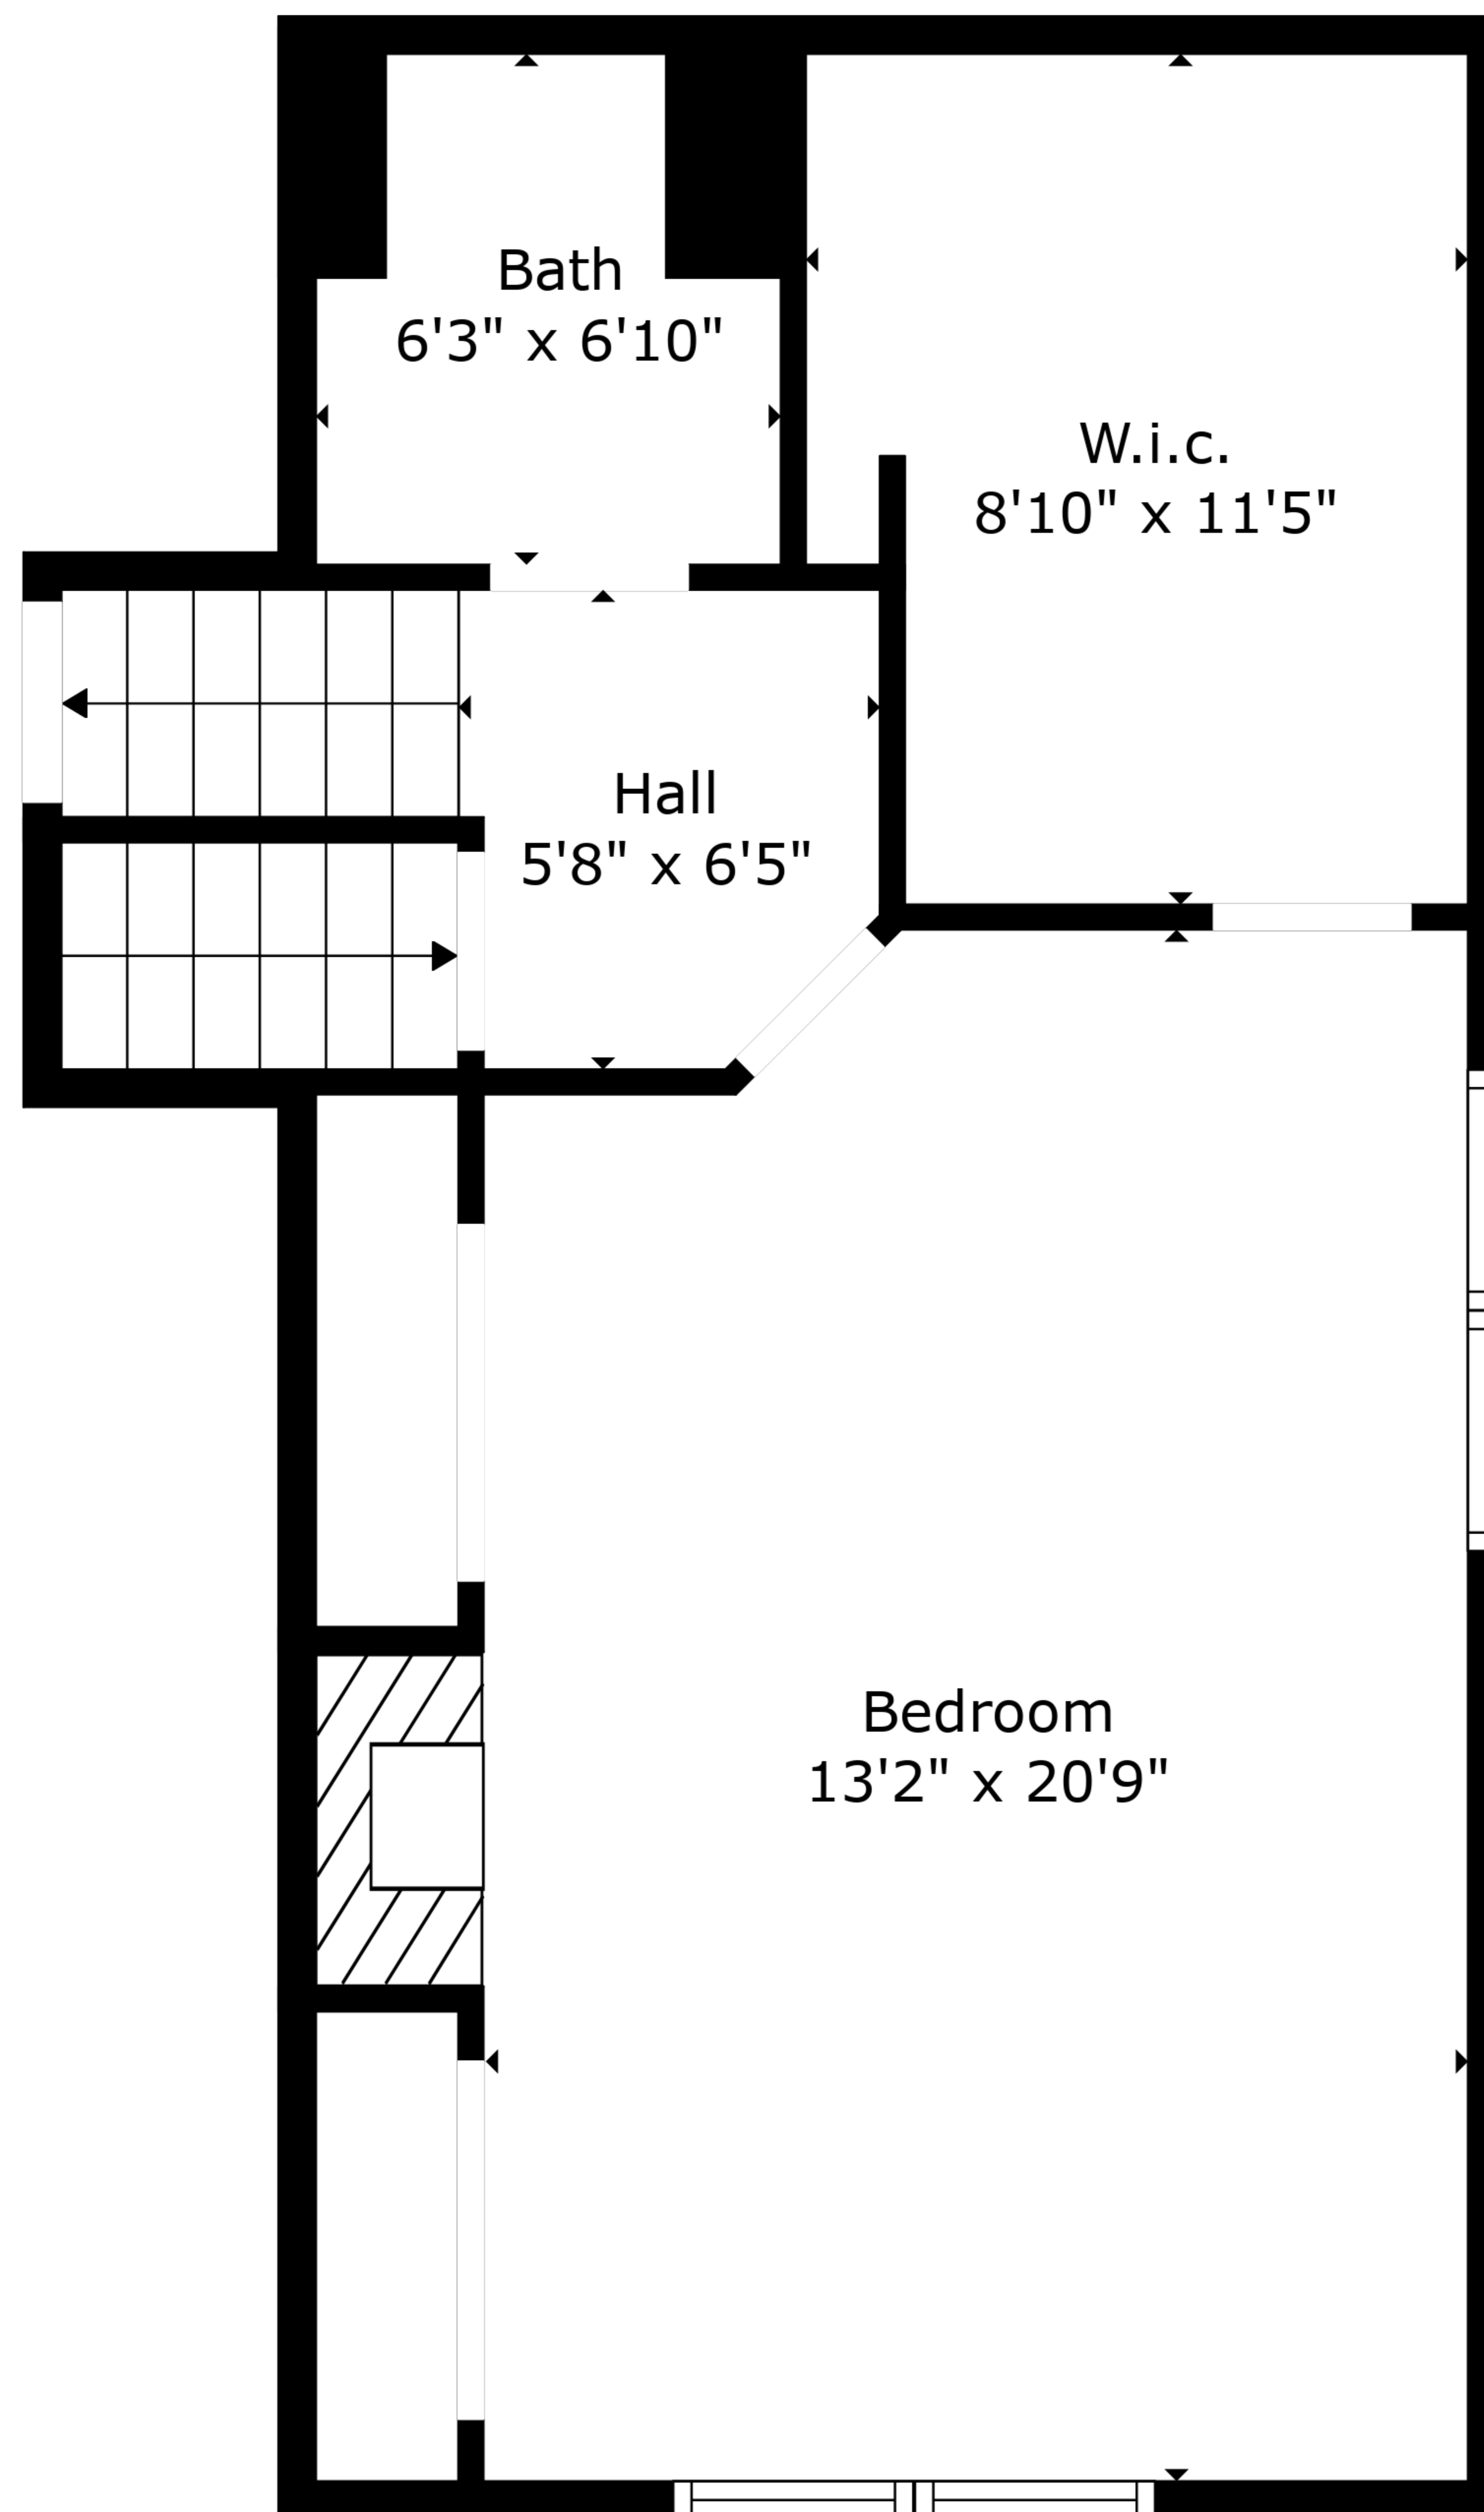 Bath
6'3" x 6'10"
W.i.c.
8'10" x 11'5"
Hall
5'8" x 6'5"
Bedroom
13'2" x 20'9"